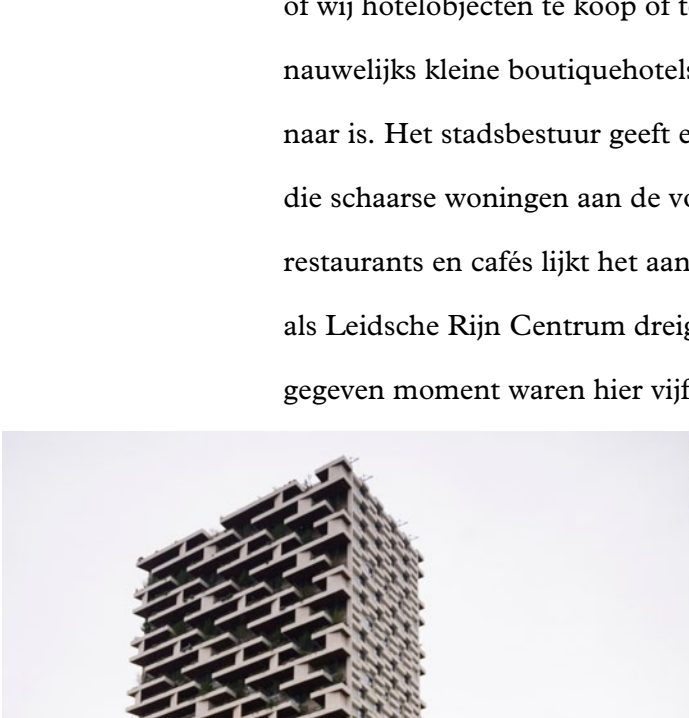 of wij hotelobjecten te koop of
nauwelijks kleine boutiquehotels
naar is. Het stadsbestuur geeft
die schaarse woningen aan de
restaurants en cafés lijkt het aan
als Leidsche Rijn Centrum
gegeven moment waren hier vijf